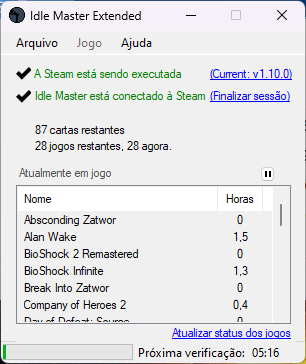 Idle Master Extended
Arquivo Jogo Ajuda
A Steam está sendo executada (Current: v1.10.0)
Idle Master está conectado à Steam (Finalizar sessão)
87 cartas restantes
28 jogos restantes, 28 agora.
Atualmente em jogo
Nome Horas
Absconding Zatwor 0
Alan Wake 1,5
BioShock 2 Remastered 0
BioShock Infinite 1,3
Break Into Zatwor 0
Company of Heroes 2 0,4
Day of Defeat: Source 0
Atualizar status dos jogos
Próxima verificação: 05:16